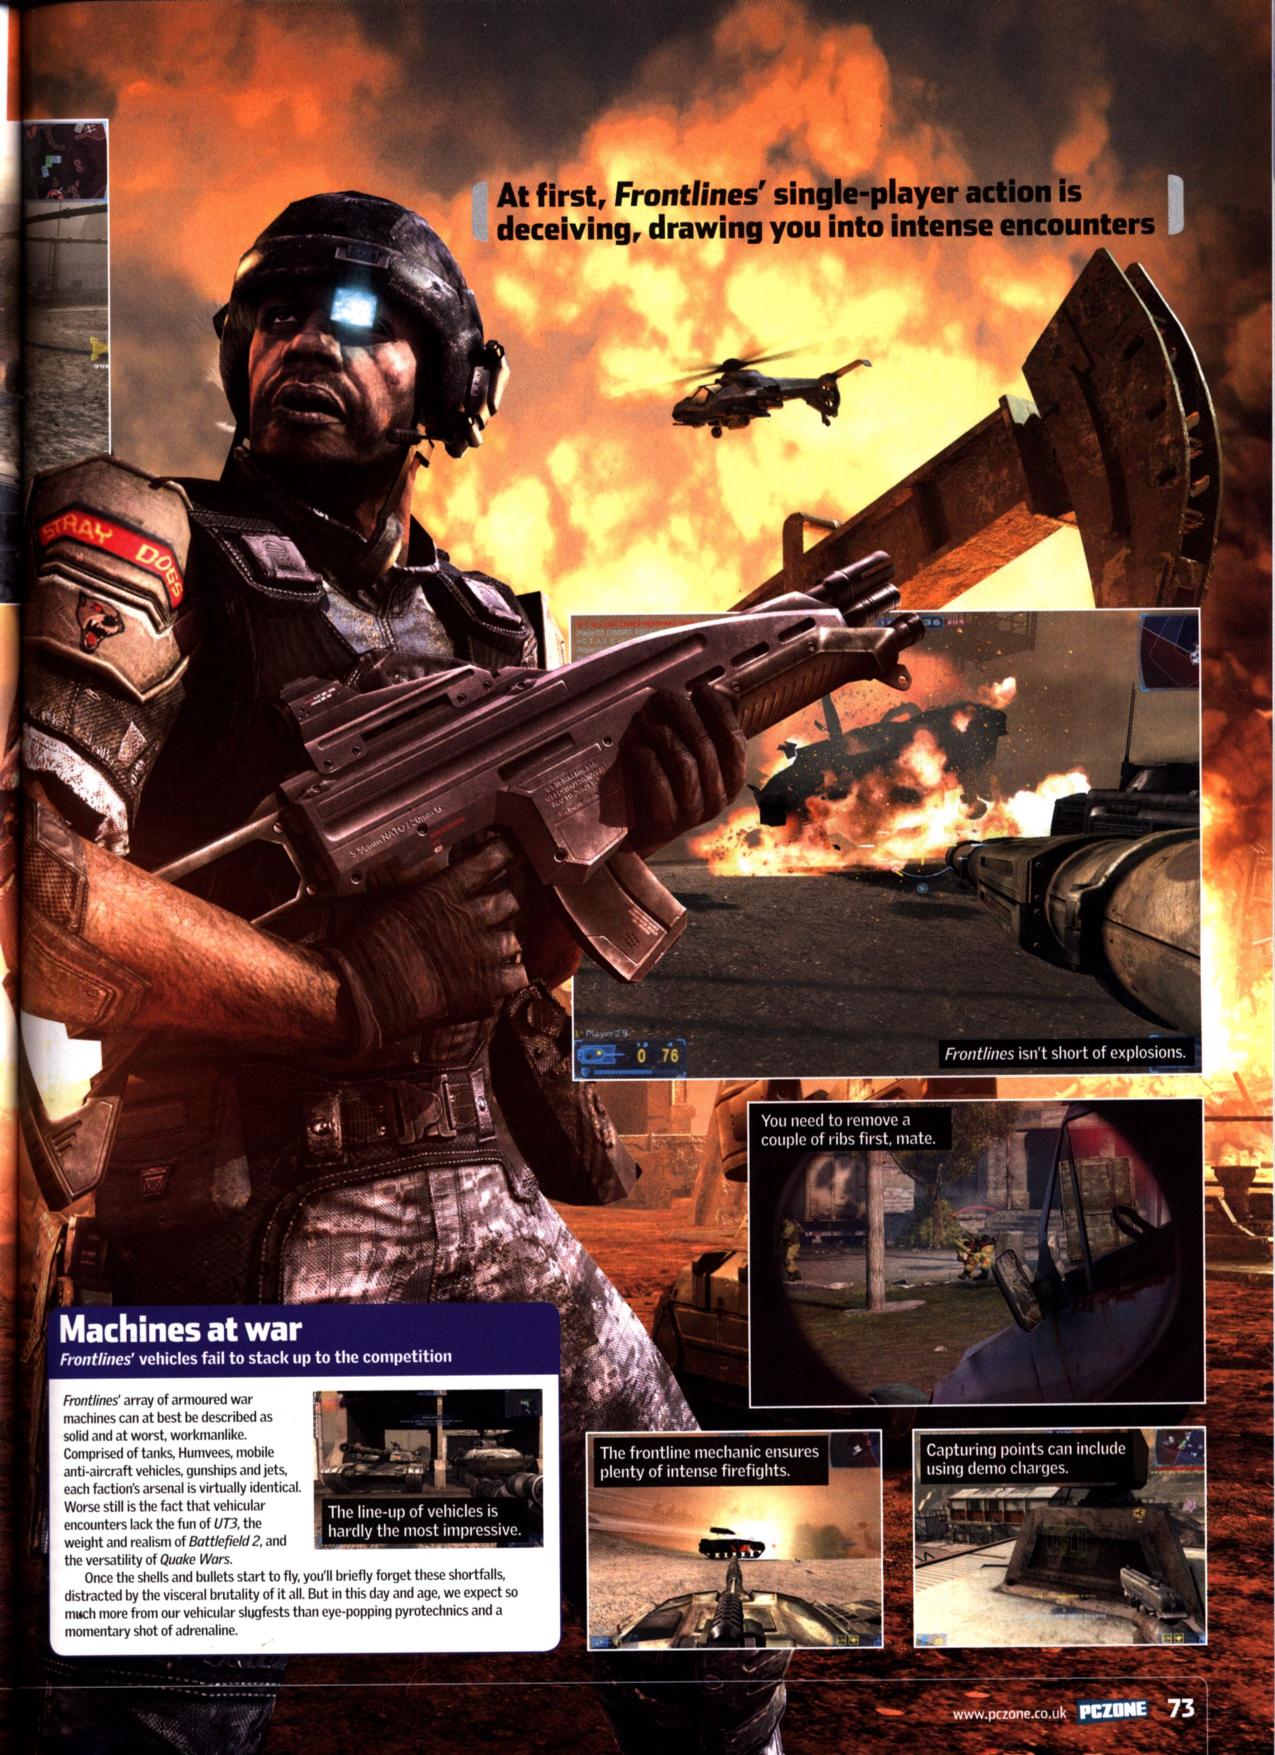 At first, Frontlines' single-player action is
deceiving, drawing you into intense encounters
STRAY DOGS
5.56mm NATO / 20mm G
1- Player29
0 76
Frontlines isn't short of explosions.
You need to remove a
couple of ribs first, mate.
Machines at war
Frontlines' vehicles fail to stack up to the competition
Frontlines' array of armoured war
machines can at best be described as
solid and at worst, workmanlike.
Comprised of tanks, Humvees, mobile
anti-aircraft vehicles, gunships and jets,
each faction's arsenal is virtually identical.
Worse still is the fact that vehicular
encounters lack the fun of UT3, the
weight and realism of Battlefield 2, and
the versatility of Quake Wars.
Once the shells and bullets start to fly, you'll briefly forget these shortfalls,
distracted by the visceral brutality of it all. But in this day and age, we expect so
much more from our vehicular slugfests than eye-popping pyrotechnics and a
momentary shot of adrenaline.
The line-up of vehicles is
hardly the most impressive.
The frontline mechanic ensures
plenty of intense firefights.
Capturing points can include
using demo charges.
www.pczone.co.uk PCZONE 73